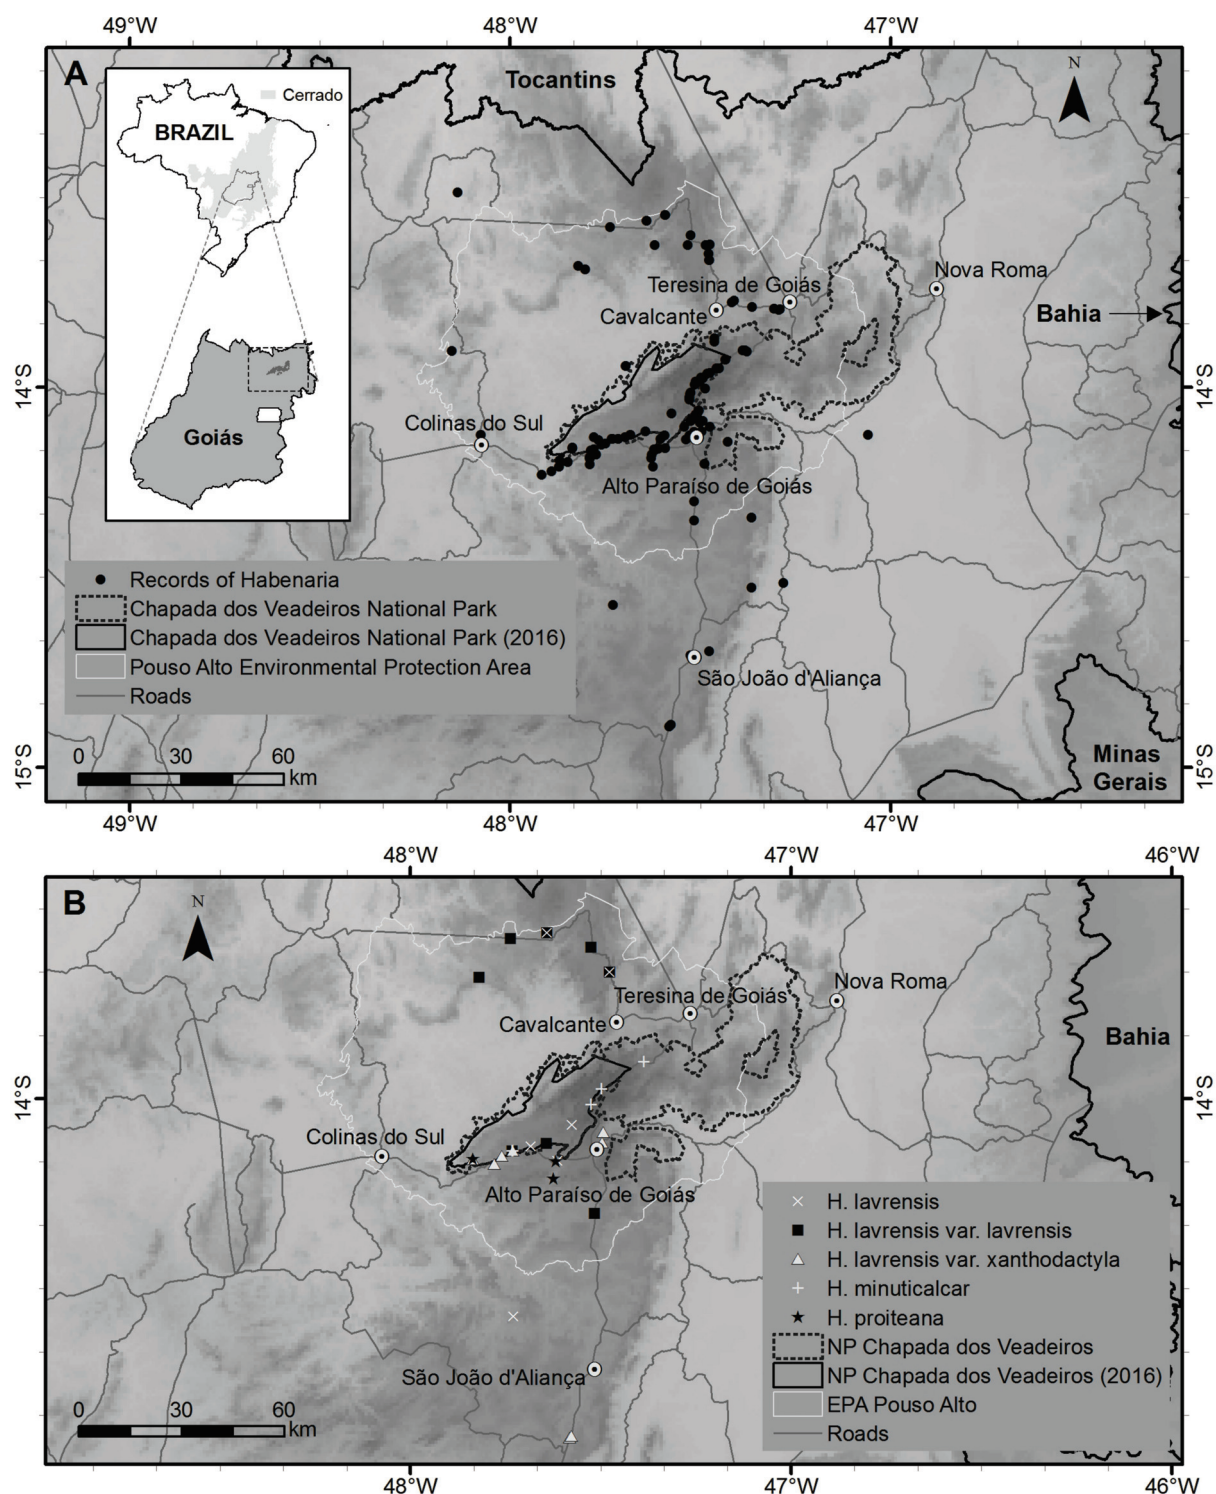 49°W 48°W 47°W
A
Tocantins
N
Cerrado
BRAZIL
Goiás
Nova Roma
Teresina de Goiás
Cavalcante
Bahia
14°S
14°S
Colinas do Sul
Alto Paraíso de Goiás
Records of Habenaria
Chapada dos Veadeiros National Park
Chapada dos Veadeiros National Park (2016)
Pouso Alto Environmental Protection Area
Roads
São João d'Aliança
0 30 60
km
Minas
Gerais
15°S
15°S
49°W 48°W 47°W
48°W 47°W 46°W
B
N
Nova Roma
Teresina de Goiás
Cavalcante
Bahia
14°S
14°S
Colinas do Sul
Alto Paraíso de Goiás
H. lavrensis
H. lavrensis var. lavrensis
H. lavrensis var. xanthodactyla
H. minuticalcar
H. proiteana
NP Chapada dos Veadeiros
NP Chapada dos Veadeiros (2016)
EPA Pouso Alto
Roads
São João d'Aliança
0 30 60
km
48°W 47°W 46°W